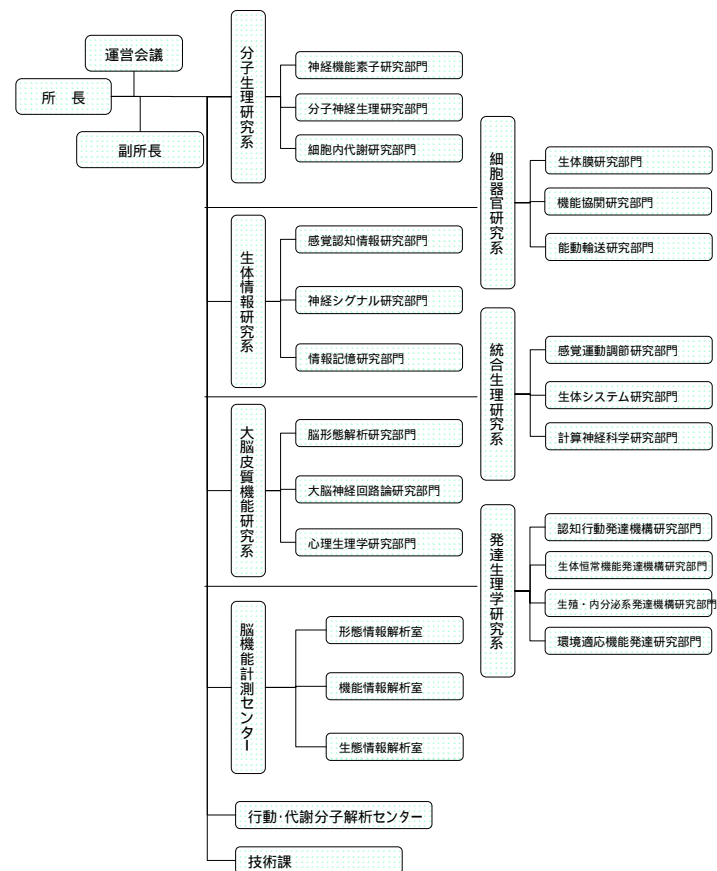 運営会議
所　長
副所長
分子生理研究系
神経機能素子研究部門
分子神経生理研究部門
細胞内代謝研究部門
細胞器官研究系
生体膜研究部門
機能協関研究部門
能動輸送研究部門
生体情報研究系
感覚認知情報研究部門
神経シグナル研究部門
情報記憶研究部門
統合生理研究系
感覚運動調節研究部門
生体システム研究部門
計算神経科学研究部門
大脳皮質機能研究系
脳形態解析研究部門
大脳神経回路論研究部門
心理生理学研究部門
発達生理学研究系
認知行動発達機構研究部門
生体恒常機能発達機構研究部門
生殖・内分泌系発達機構研究部門
環境適応機能発達研究部門
脳機能計測センター
形態情報解析室
機能情報解析室
生態情報解析室
行動・代謝分子解析センター
技術課